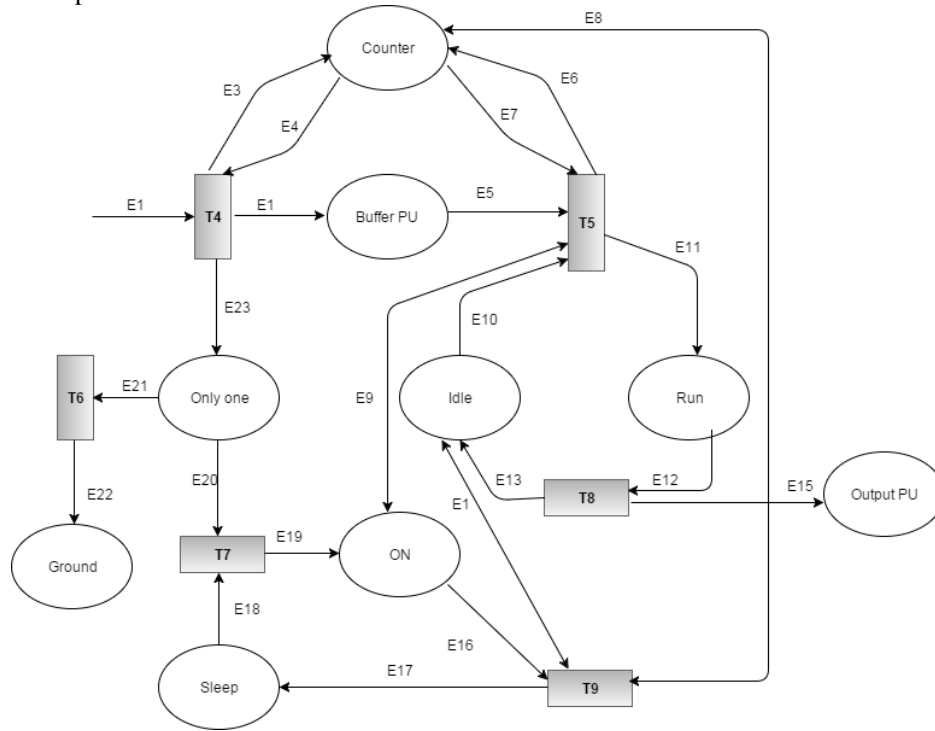 E8
Counter
E3
E6
E4
E7
E1
T4
E1
Buffer PU
E5
T5
E11
E23
E10
T6
E21
Only one
E9
Idle
Run
E20
E22
E13
E1
T8
E12
E15
Output PU
T7
E19
ON
Ground
E18
E16
Sleep
E17
T9